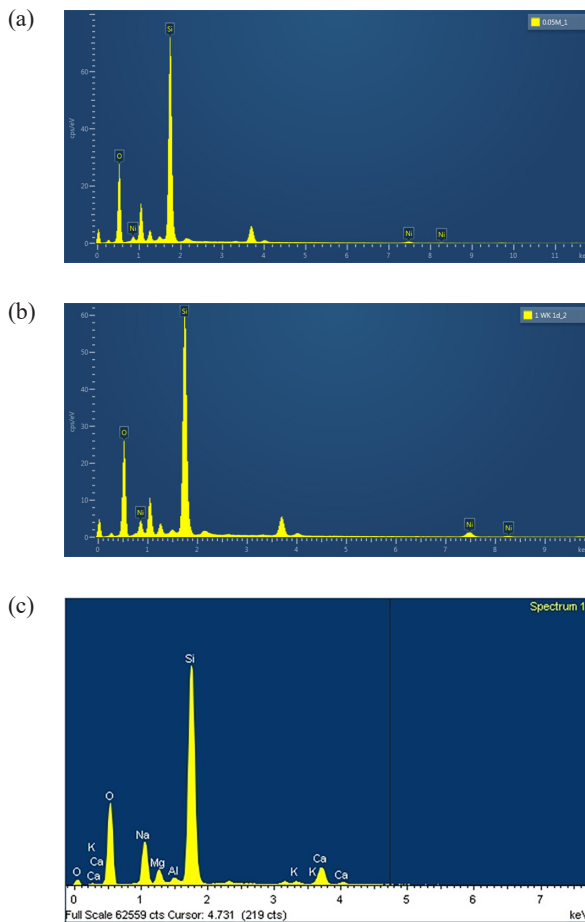 (a)
0.05M_1
cps/eV
60
40
20
0
Si
O
Ni
Ni
Ni
0 1 2 3 4 5 6 7 8 9 10 11 ke
(b)
1 WK 1d_2
cps/eV
60
50
40
30
20
10
0
Si
O
Ni
Ni
Ni
0 1 2 3 4 5 6 7 8 9 ke
(c)
Spectrum 1
Si
O
K
Ca
O Ca
Na
Mg
Al
K K
Ca
Ca
0 1 2 3 4 5 6 7 keV
Full Scale 62559 cts Cursor: 4.731 (219 cts)